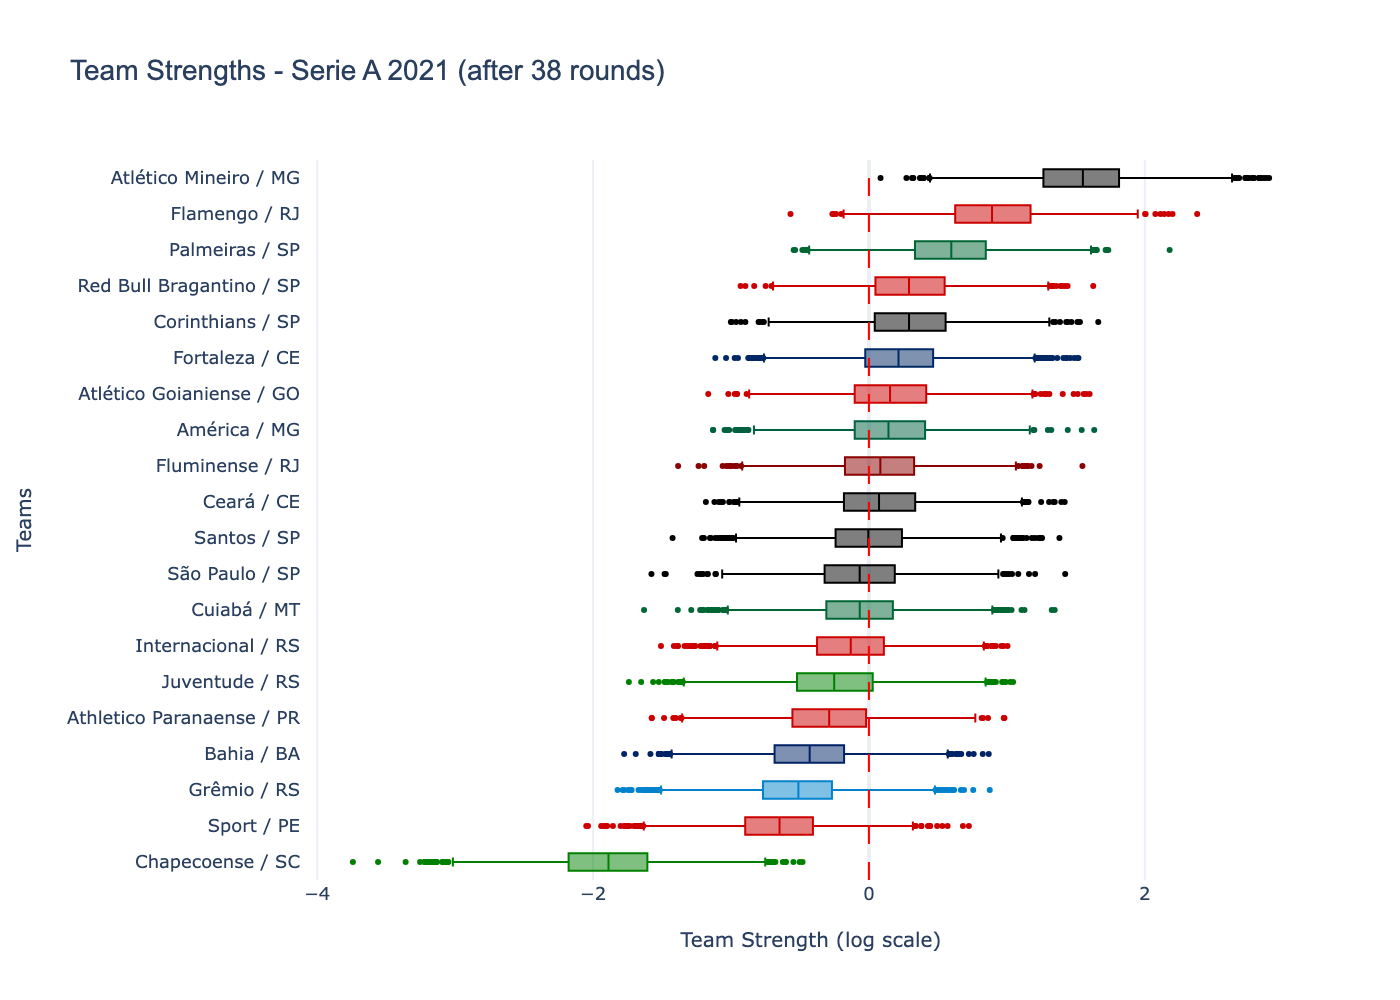 Team Strengths - Serie A 2021 (after 38 rounds)
Teams
Atlético Mineiro / MG
Flamengo / RJ
Palmeiras / SP
Red Bull Bragantino / SP
Corinthians / SP
Fortaleza / CE
Atlético Goianiense / GO
América / MG
Fluminense / RJ
Ceará / CE
Santos / SP
São Paulo / SP
Cuiabá / MT
Internacional / RS
Juventude / RS
Athletico Paranaense / PR
Bahia / BA
Grêmio / RS
Sport / PE
Chapecoense / SC
−4 −2 0 2
Team Strength (log scale)